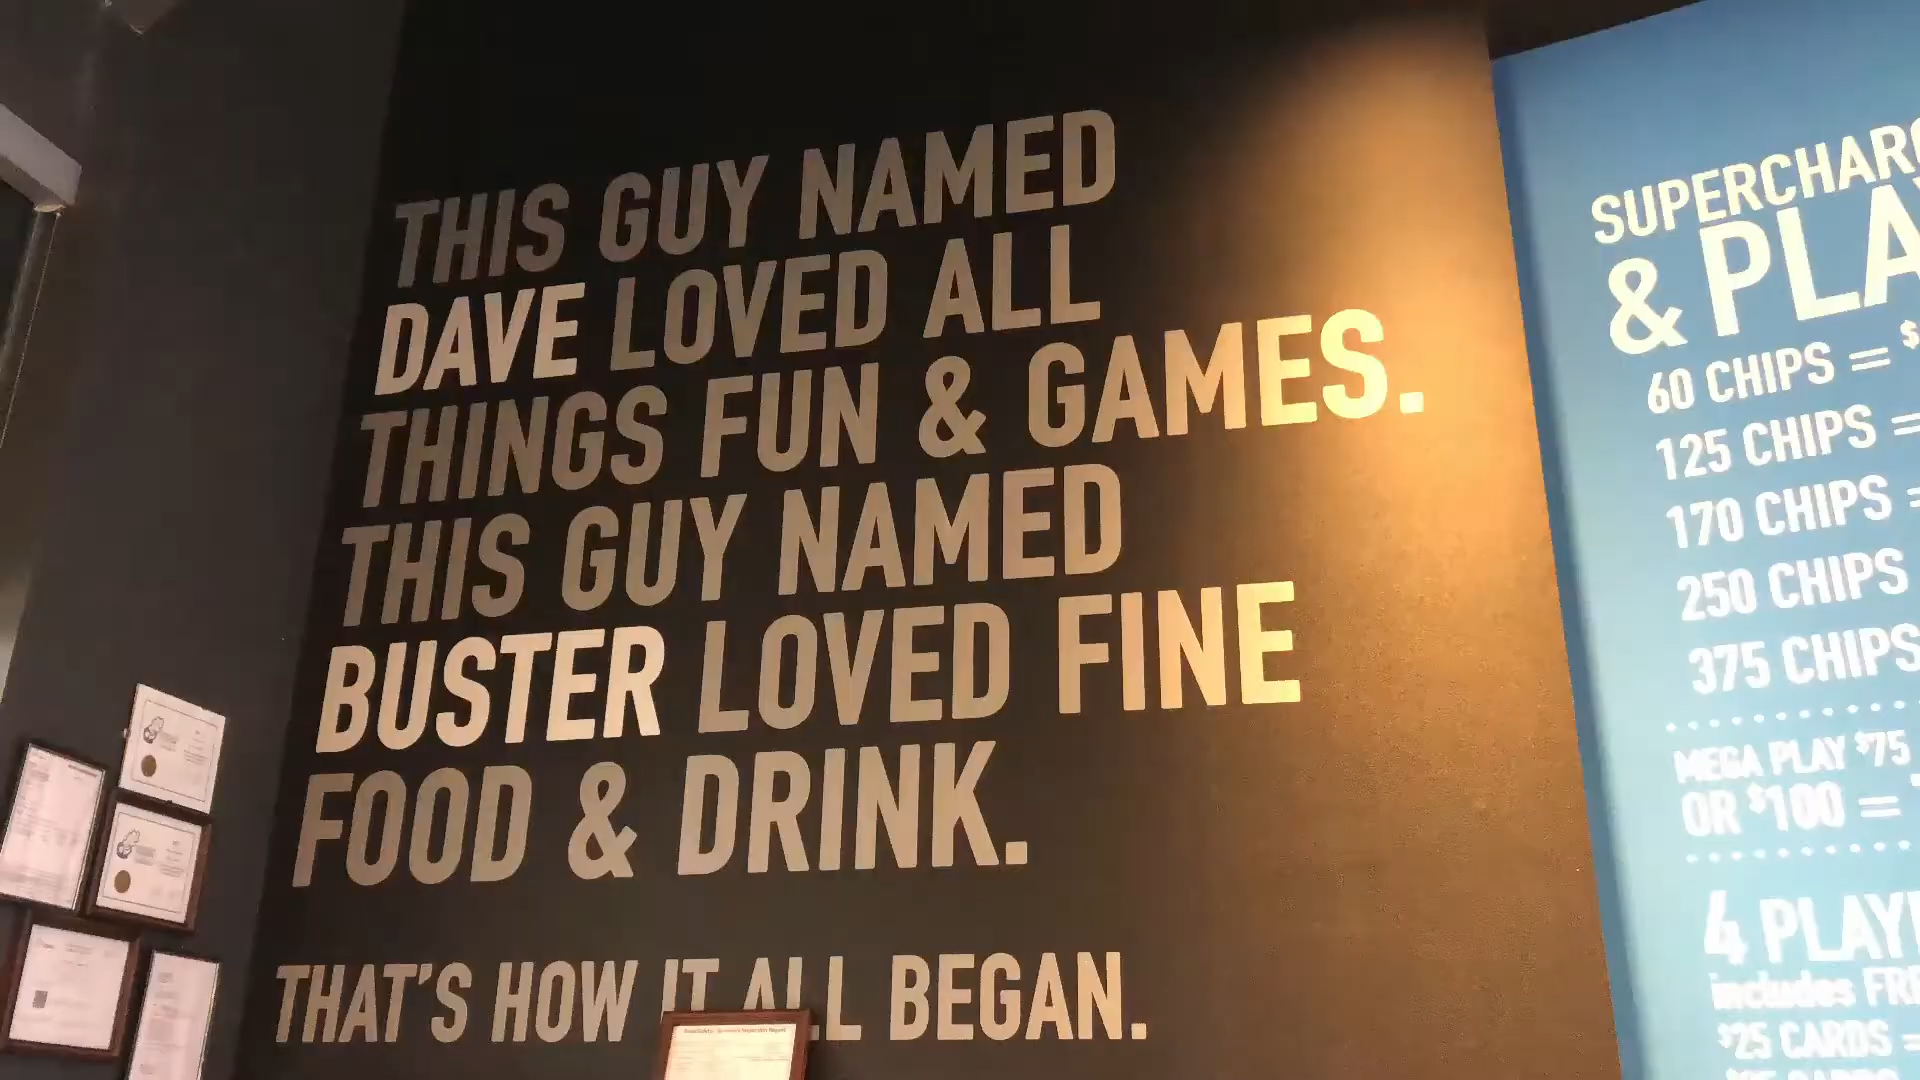 THIS GUY NAMED
DAVE LOVED ALL
THINGS FUN & GAMES.
THIS GUY NAMED
BUSTER LOVED FINE
FOOD & DRINK.
THAT'S HOW IT ALL BEGAN.
& PLA
60 CHIPS = $
125 CHIPS =
170 CHIPS =
250 CHIPS
375 CHIPS
MEGA PLAY $75
OR $100 =
4 PLAY
includes
$25 CARDS =